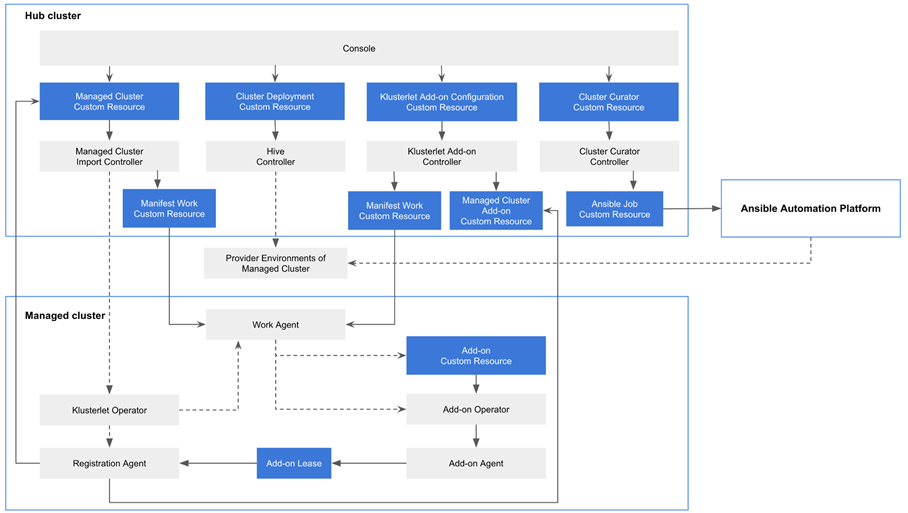 Hub cluster
Console
Managed Cluster
Custom Resource
Cluster Deployment
Custom Resource
Klusterlet Add-on Configuration
Custom Resource
Cluster Curator
Custom Resource
Managed Cluster
Import Controller
Hive
Controller
Klusterlet Add-on
Controller
Cluster Curator
Controller
Manifest Work
Custom Resource
Manifest Work
Custom Resource
Managed Cluster
Add-on
Custom Resource
Ansible Job
Custom Resource
Ansible Automation Platform
Provider Environments of
Managed Cluster
Managed cluster
Work Agent
Add-on
Custom Resource
Klusterlet Operator
Add-on Operator
Registration Agent
Add-on Lease
Add-on Agent